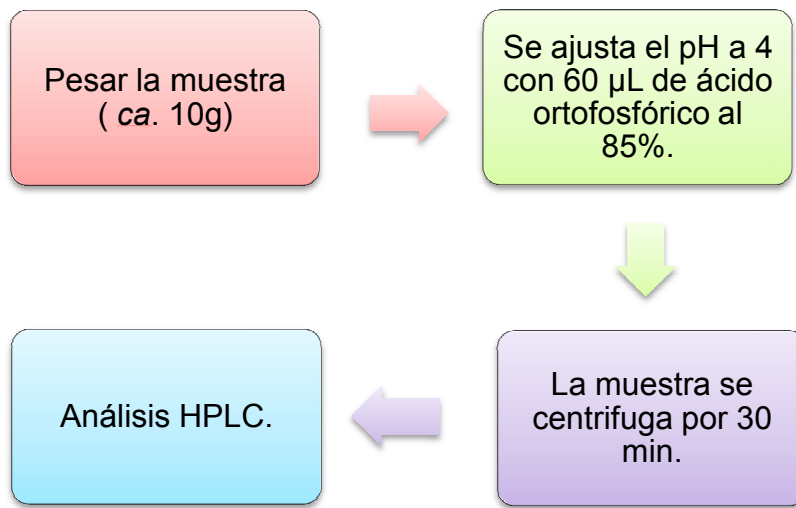 Pesar la muestra
( ca. 10g)
Se ajusta el pH a 4
con 60 µL de ácido
ortofosfórico al
85%.
La muestra se
centrifuga por 30
min.
Análisis HPLC.